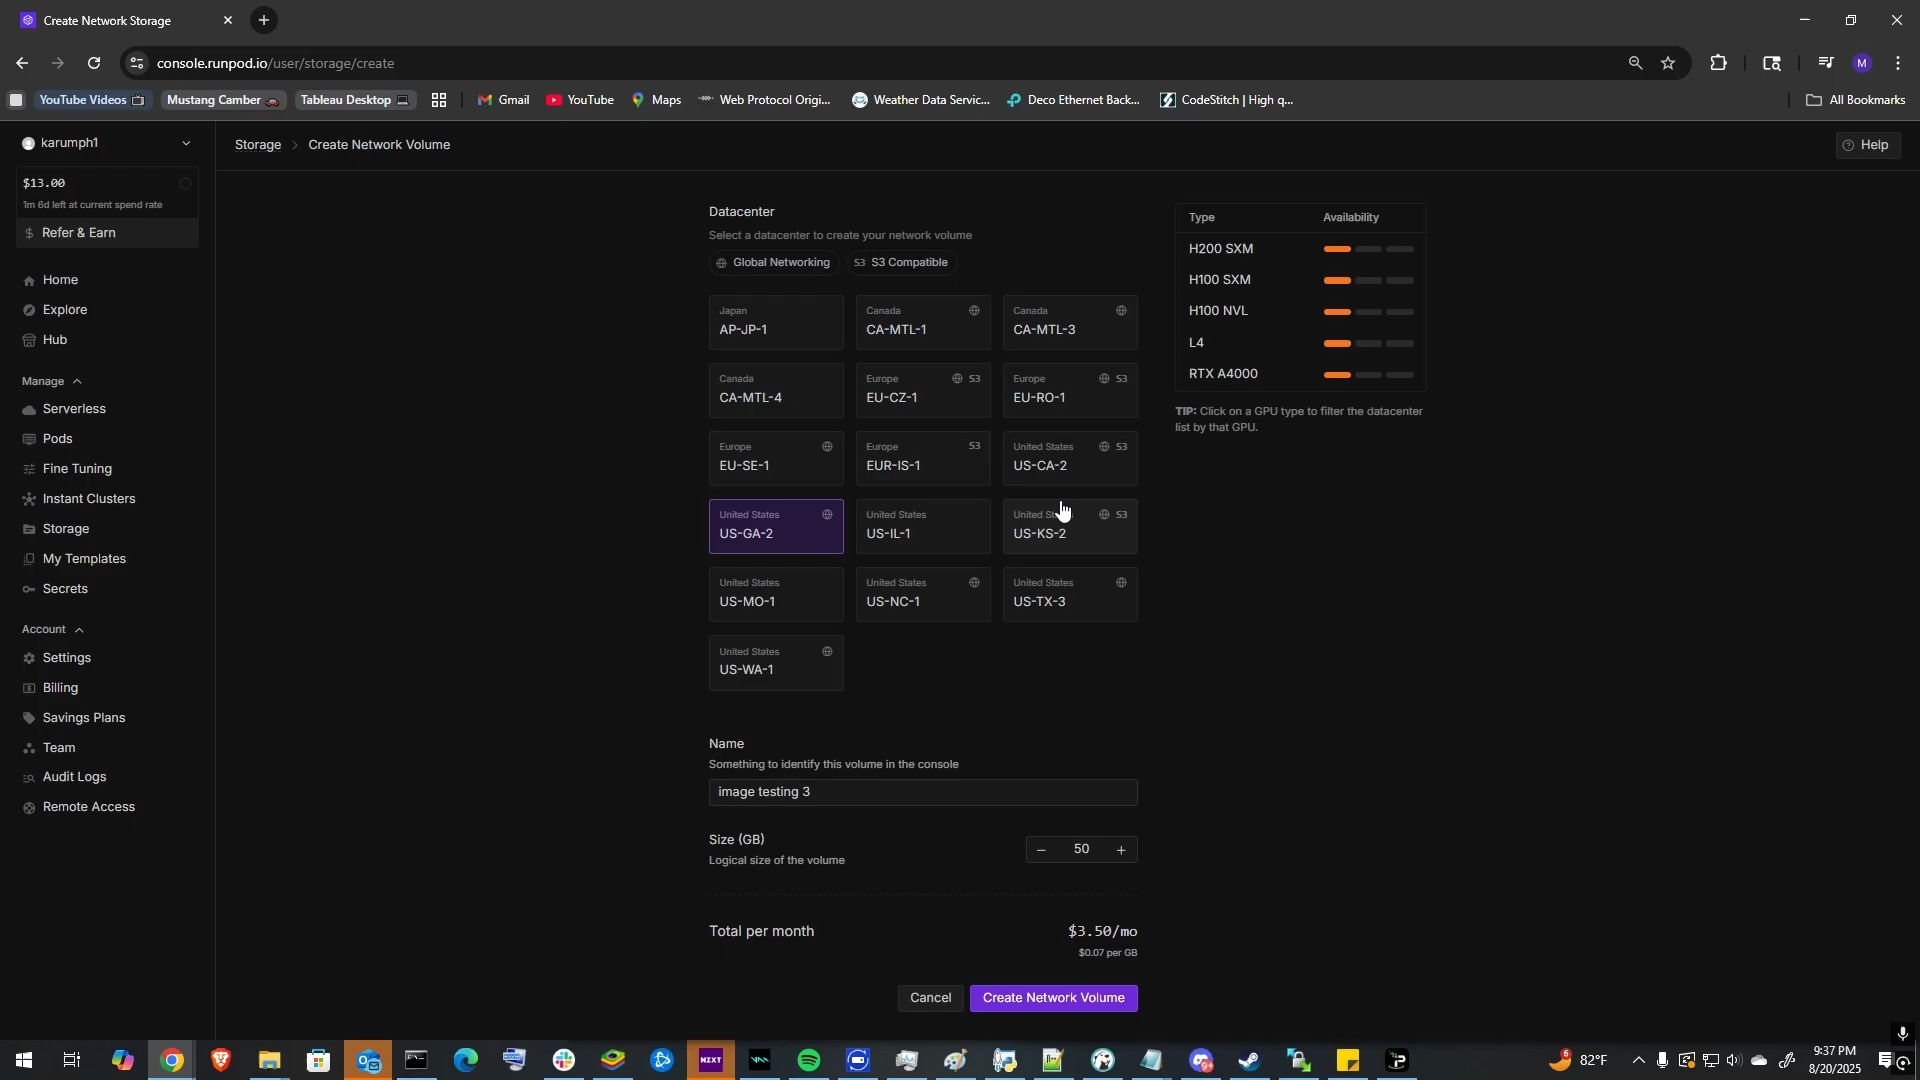 Create Network Storage
console.runpod.io/user/storage/create
YouTube Videos
Mustang Camber
Tableau Desktop
Gmail
YouTube
Maps
Web Protocol Origi...
Weather Data Servic...
Deco Ethernet Back...
CodeStitch | High q...
All Bookmarks
karumph1
$13.00
1m 6d left at current spend rate
$ Refer & Earn
Home
Explore
Hub
Manage
Serverless
Pods
Fine Tuning
Instant Clusters
Storage
My Templates
Secrets
Account
Settings
Billing
Savings Plans
Team
Audit Logs
Remote Access
Storage > Create Network Volume
Help
Datacenter
Select a datacenter to create your network volume
Global Networking
S3 S3 Compatible
Japan
AP-JP-1
Canada
CA-MTL-1
Canada
CA-MTL-3
Canada
CA-MTL-4
Europe S3
EU-CZ-1
Europe S3
EU-RO-1
Europe
EU-SE-1
Europe S3
EUR-IS-1
United States S3
US-CA-2
United States
US-GA-2
United States
US-IL-1
United S3
US-KS-2
United States
US-MO-1
United States
US-NC-1
United States
US-TX-3
United States
US-WA-1
Type Availability
H200 SXM
H100 SXM
H100 NVL
L4
RTX A4000
TIP: Click on a GPU type to filter the datacenter
list by that GPU.
Name
Something to identify this volume in the console
image testing 3
Size (GB)
Logical size of the volume
− 50 +
Total per month
$3.50/mo
$0.07 per GB
Cancel
Create Network Volume
NZXT
82°F
9:37 PM
8/20/2025